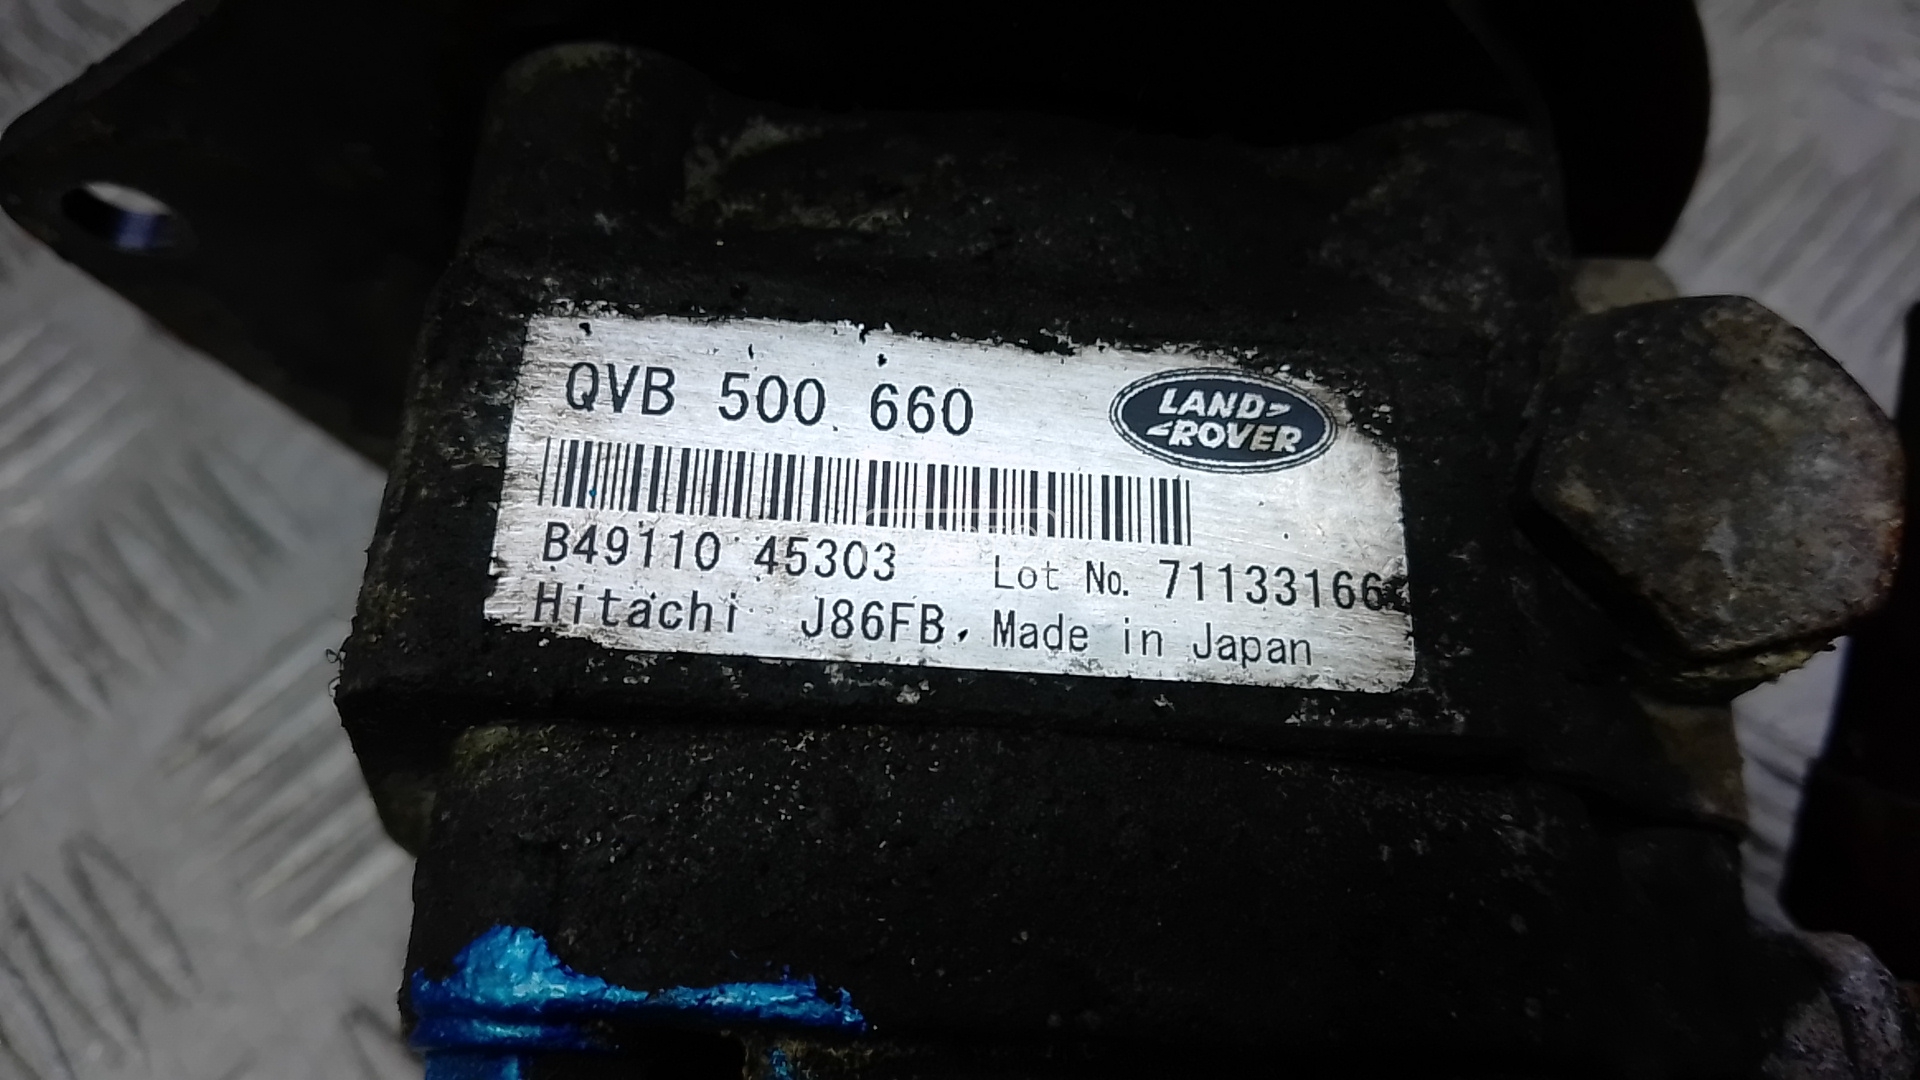 QVB 500 660
LAND-
ROVER
B49110 45303 Lot No. 71133166
Hitachi J86FB. Made in Japan